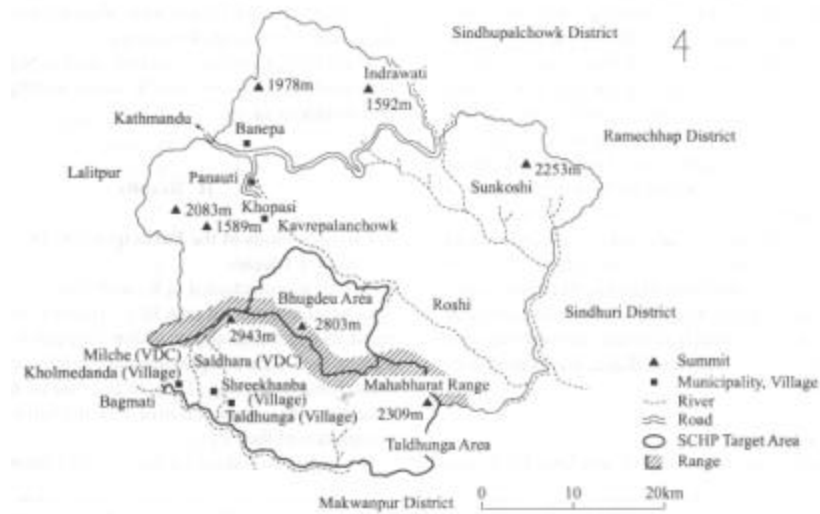 Sindhupalchowk District
4
Indrawati
1978m
1592m
Kathmandu
Banepa
Ramechhap District
Lalitpur
2253m
Panauti
Sunkoshi
Khopasi
2083m
1589m
Kavrepalanchowk
Bhugdeu Area
Roshi
Sindhuri District
2803m
2943m
Milche (VDC)
Saldhara (VDC)
Kholmedanda (Village)
Shreekhanba
(Village)
Mahabharat Range
Bagmati
Taldhunga (Village)
2309m
Taldhunga Area
Summit
Municipality, Village
River
Road
SCHP Target Area
Range
Makwanpur District
0 10 20km